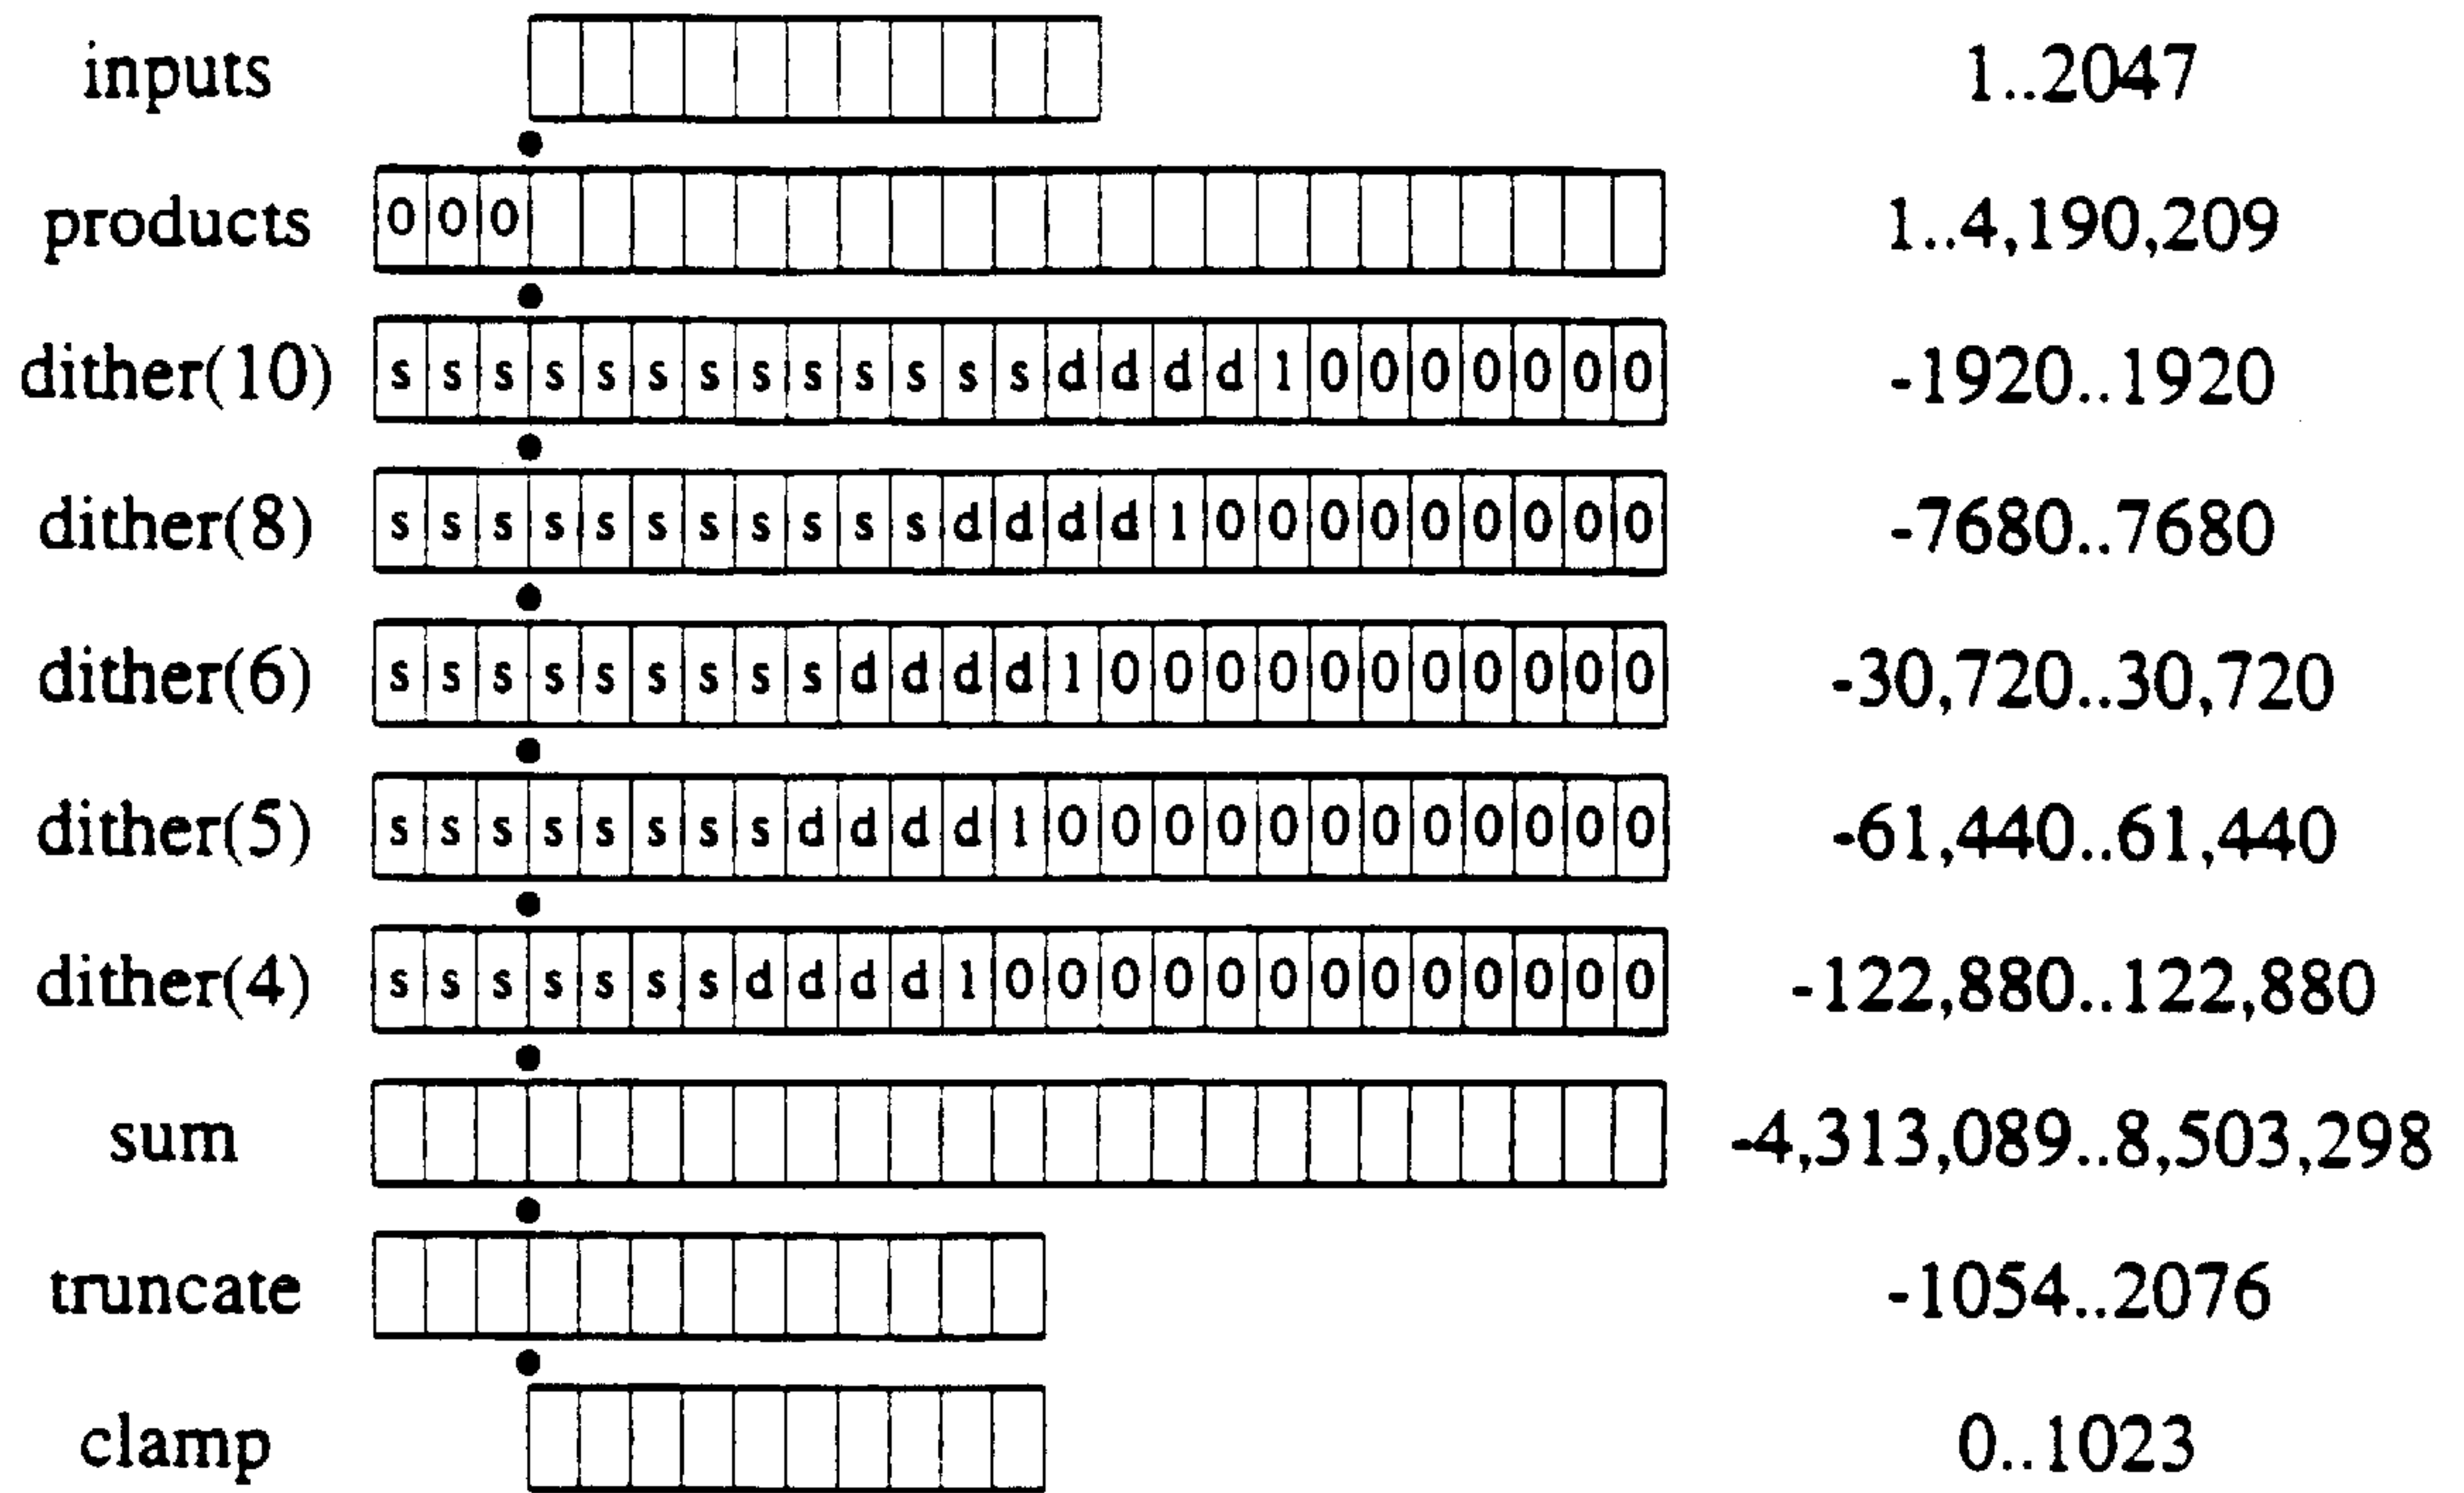 inputs 1..2047
products 0 0 0 1..4,190,209
dither(10) s s s s s s s s s s s s s d d d d 1 0 0 0 0 0 0 0 -1920..1920
dither(8) s s s s s s s s s s s d d d d 1 0 0 0 0 0 0 0 0 0 -7680..7680
dither(6) s s s s s s s s s d d d d 1 0 0 0 0 0 0 0 0 0 0 0 -30,720..30,720
dither(5) s s s s s s s s d d d d 1 0 0 0 0 0 0 0 0 0 0 0 0 -61,440..61,440
dither(4) s s s s s s s d d d d 1 0 0 0 0 0 0 0 0 0 0 0 0 0 -122,880..122,880
sum -4,313,089..8,503,298
truncate -1054..2076
clamp 0..1023